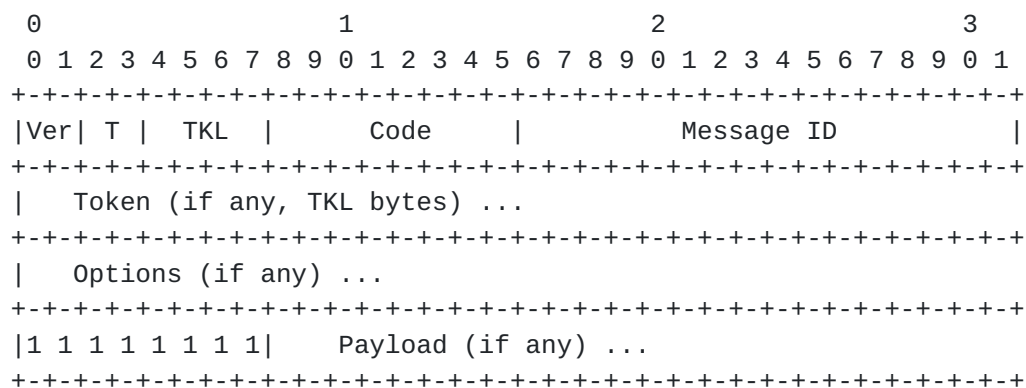 0                   1                   2                   3
 0 1 2 3 4 5 6 7 8 9 0 1 2 3 4 5 6 7 8 9 0 1 2 3 4 5 6 7 8 9 0 1
+-+-+-+-+-+-+-+-+-+-+-+-+-+-+-+-+-+-+-+-+-+-+-+-+-+-+-+-+-+-+-+-+
|Ver| T |  TKL  |      Code     |          Message ID           |
+-+-+-+-+-+-+-+-+-+-+-+-+-+-+-+-+-+-+-+-+-+-+-+-+-+-+-+-+-+-+-+-+
|   Token (if any, TKL bytes) ...
+-+-+-+-+-+-+-+-+-+-+-+-+-+-+-+-+-+-+-+-+-+-+-+-+-+-+-+-+-+-+-+-+
|   Options (if any) ...
+-+-+-+-+-+-+-+-+-+-+-+-+-+-+-+-+-+-+-+-+-+-+-+-+-+-+-+-+-+-+-+-+
|1 1 1 1 1 1 1 1|    Payload (if any) ...
+-+-+-+-+-+-+-+-+-+-+-+-+-+-+-+-+-+-+-+-+-+-+-+-+-+-+-+-+-+-+-+-+